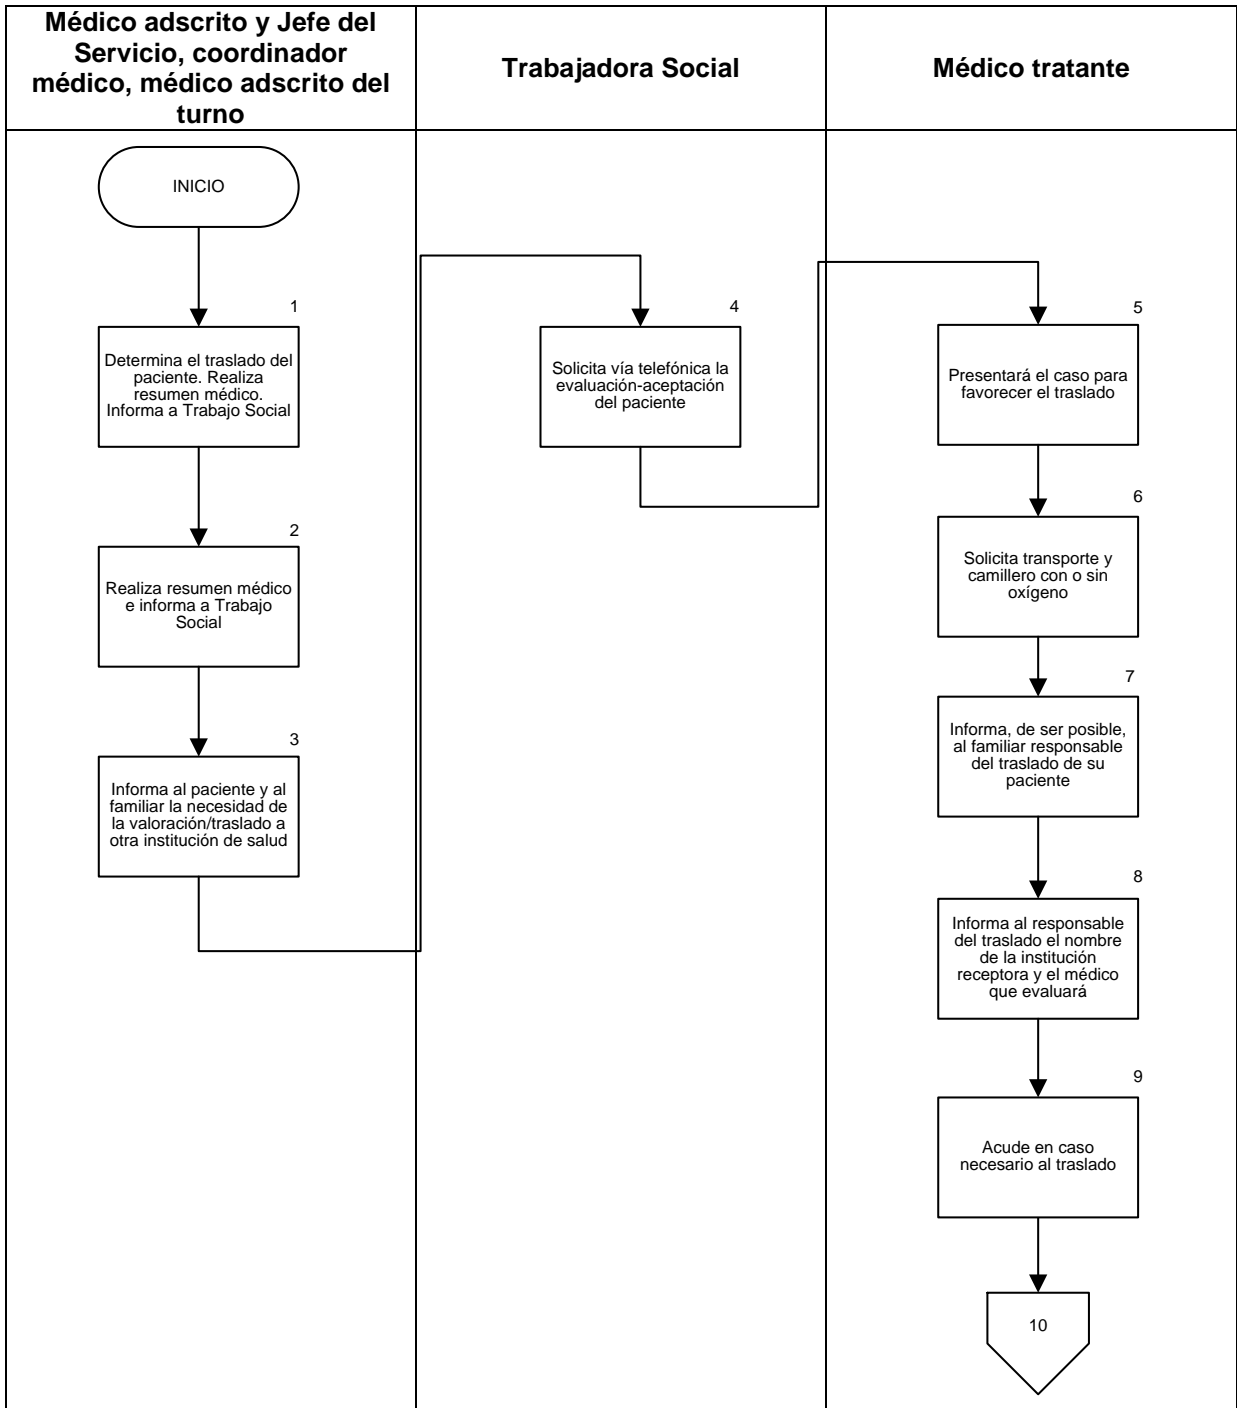 Médico adscrito y Jefe del
Servicio, coordinador
médico, médico adscrito del
turno
Trabajadora Social
Médico tratante
INICIO
1
Determina el traslado del
paciente. Realiza
resumen médico.
Informa a Trabajo Social
2
Realiza resumen médico
e informa a Trabajo
Social
3
Informa al paciente y al
familiar la necesidad de
la valoración/traslado a
otra institución de salud
4
Solicita vía telefónica la
evaluación-aceptación
del paciente
5
Presentará el caso para
favorecer el traslado
6
Solicita transporte y
camillero con o sin
oxígeno
7
Informa, de ser posible,
al familiar responsable
del traslado de su
paciente
8
Informa al responsable
del traslado el nombre
de la institución
receptora y el médico
que evaluará
9
Acude en caso
necesario al traslado
10